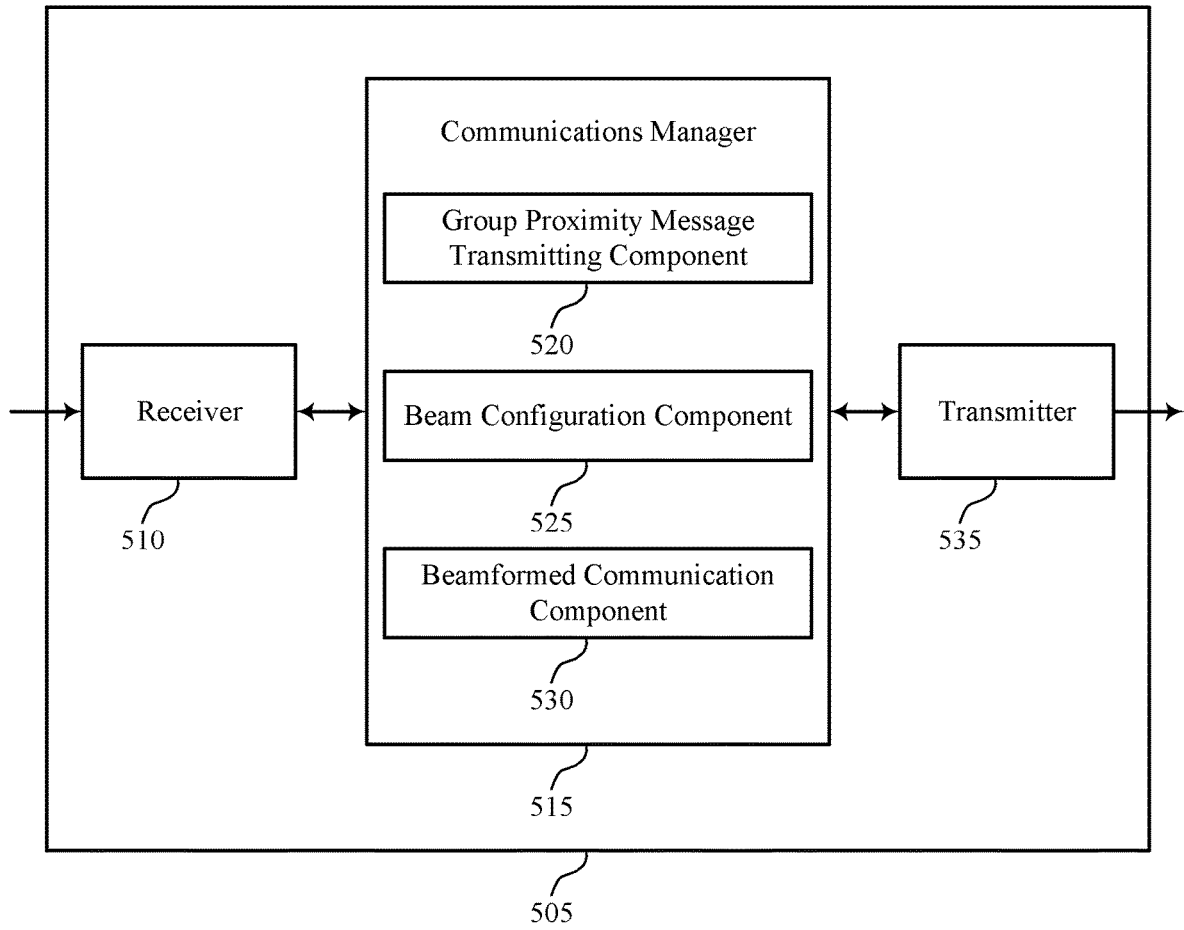 Communications Manager
Group Proximity Message
Transmitting Component
520
Receiver
510
Beam Configuration Component
525
Transmitter
535
Beamformed Communication
Component
530
515
505